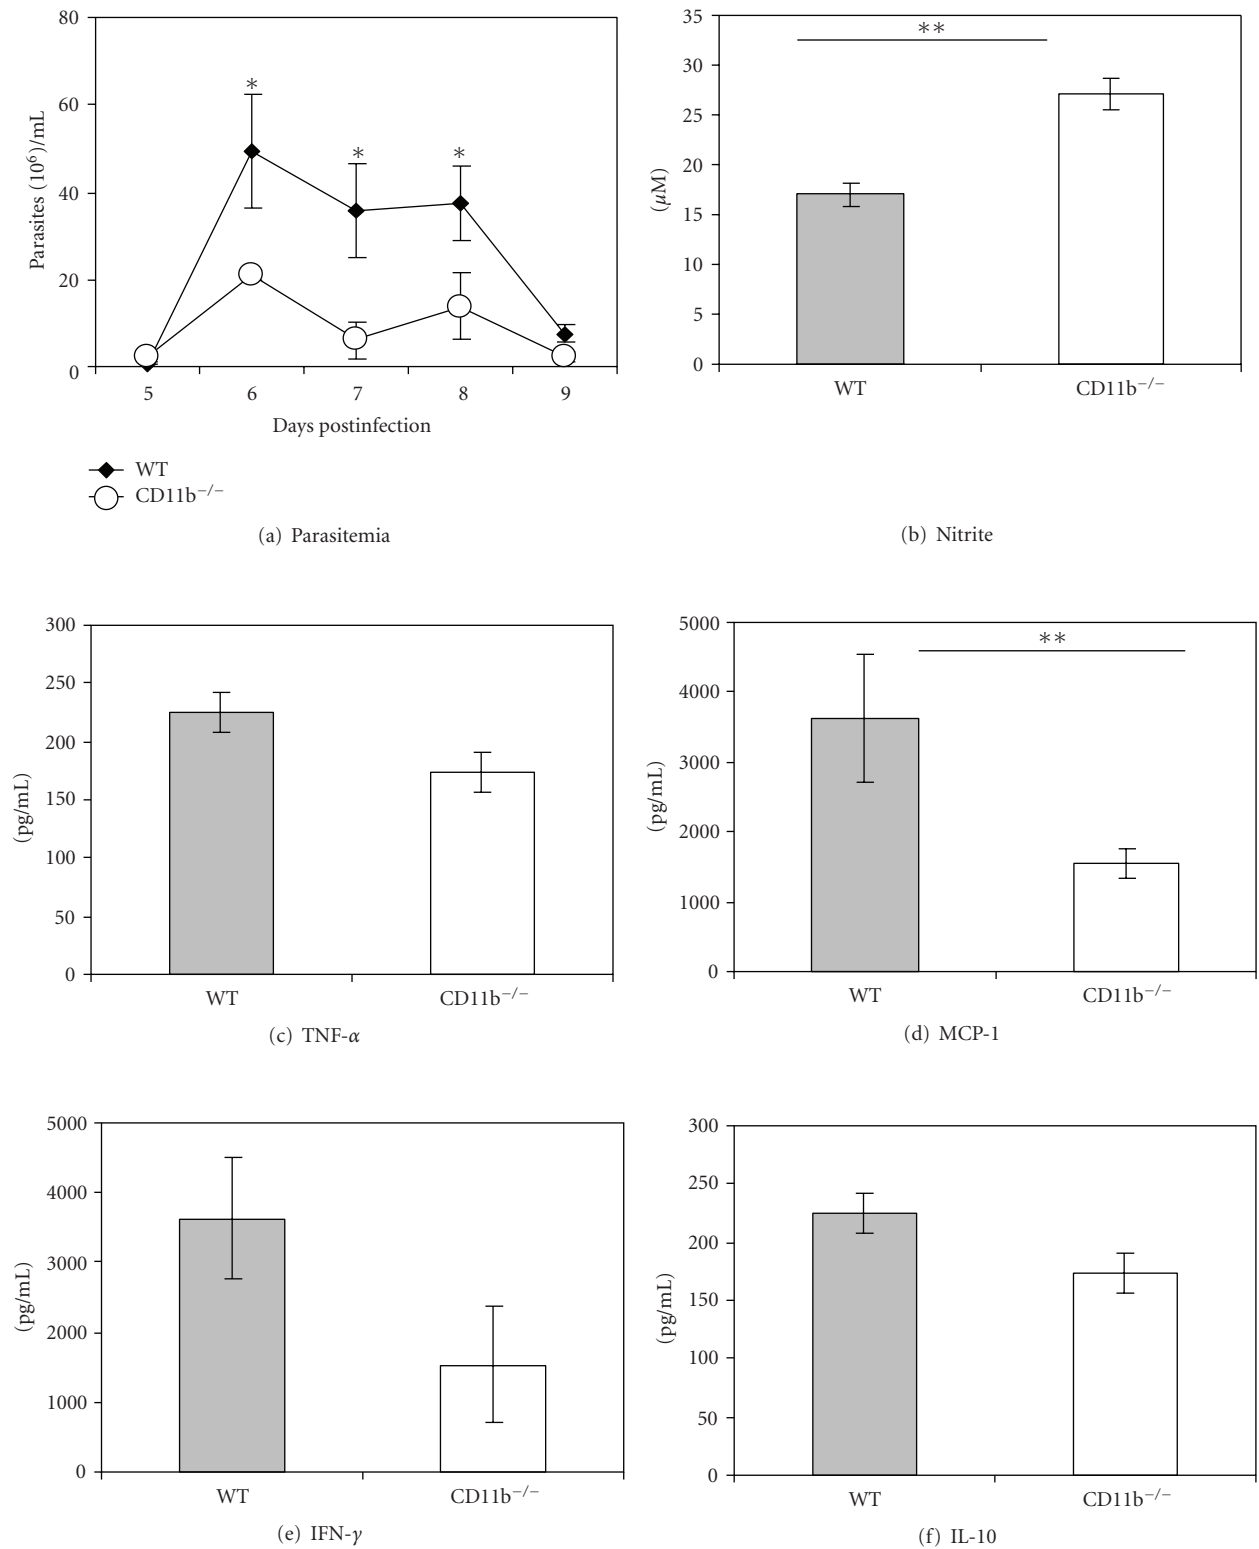 80
60
40
20
0
Parasites (10⁶)/mL
*
*
*
5 6 7 8 9
Days postinfection
WT
CD11b⁻/⁻
(a) Parasitemia
35
30
25
20
15
10
5
0
(μM)
**
WT CD11b⁻/⁻
(b) Nitrite
300
250
200
150
100
50
0
(pg/mL)
WT CD11b⁻/⁻
(c) TNF-α
5000
4000
3000
2000
1000
0
(pg/mL)
**
WT CD11b⁻/⁻
(d) MCP-1
5000
4000
3000
2000
1000
0
(pg/mL)
WT CD11b⁻/⁻
(e) IFN-γ
300
250
200
150
100
50
0
(pg/mL)
WT CD11b⁻/⁻
(f) IL-10